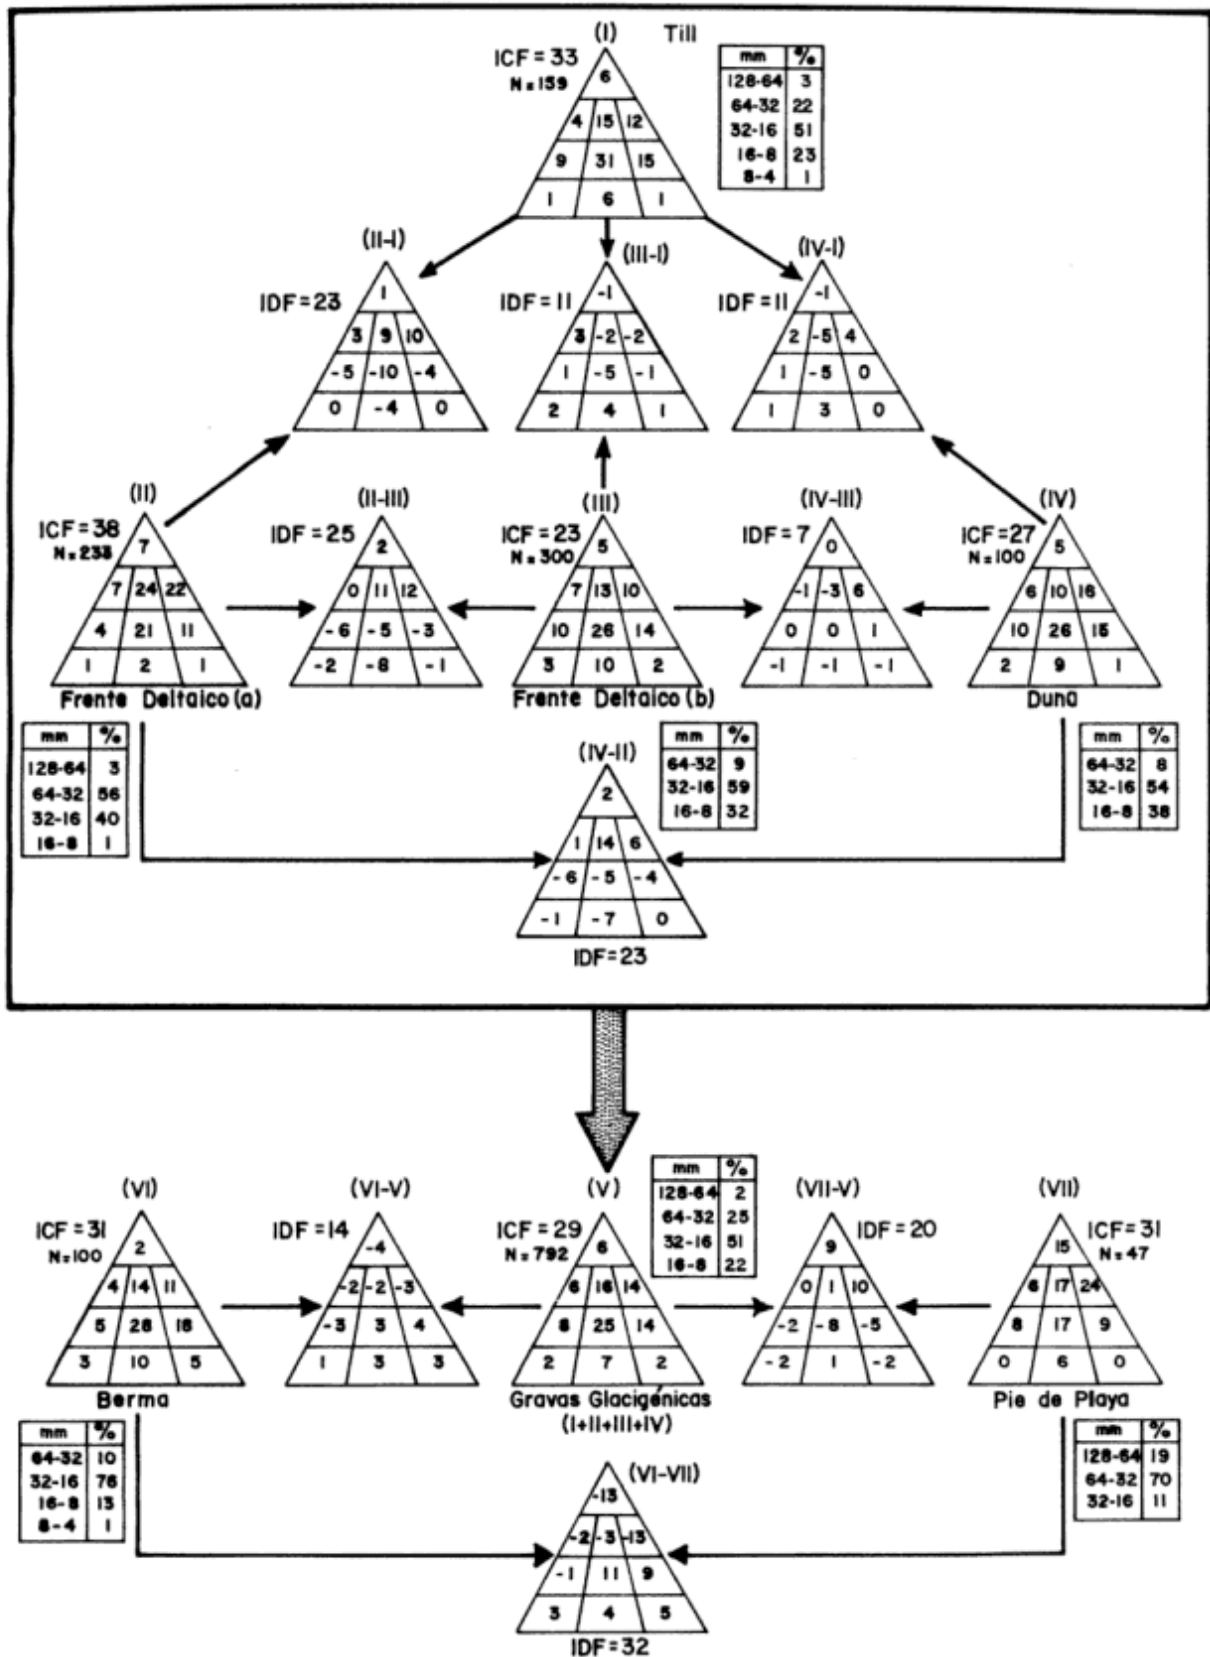 (I) Till
ICF=33
N=159
6
4 15 12
9 31 15
1 6 1
mm %
128-64 3
64-32 22
32-16 51
16-8 23
8-4 1
(II-I)
IDF=23
1
3 9 10
-5 -10 -4
0 -4 0
(III-I)
IDF=11
-1
3 -2 -2
1 -5 -1
2 4 1
(IV-I)
IDF=11
-1
2 -5 4
1 -5 0
1 3 0
(II)
ICF=38
N=233
7
7 24 22
4 21 11
1 2 1
Frente Deltaico (a)
mm %
128-64 3
64-32 56
32-16 40
16-8 1
(II-III)
IDF=25
2
0 11 12
-6 -5 -3
-2 -8 -1
(III)
ICF=23
N=300
5
7 13 10
10 26 14
3 10 2
Frente Deltaico (b)
mm %
64-32 9
32-16 59
16-8 32
(IV-III)
IDF=7
0
-1 -3 6
0 0 1
-1 -1 -1
(IV)
ICF=27
N=100
5
6 10 16
10 26 15
2 9 1
Duna
mm %
64-32 8
32-16 54
16-8 38
(IV-II)
2
1 14 6
-6 -5 -4
-1 -7 0
IDF=23
(VI)
ICF=31
N=100
2
4 14 11
5 28 18
3 10 5
Berma
mm %
64-32 10
32-16 76
16-8 13
8-4 1
(VI-V)
IDF=14
-4
-2 -2 -3
-3 3 4
1 3 3
(V)
ICF=29
N=792
6
6 16 14
8 25 14
2 7 2
Gravas Glacigénicas
(I+II+III+IV)
mm %
128-64 2
64-32 25
32-16 51
16-8 22
(VII-V)
IDF=20
9
0 1 10
-2 -8 -5
-2 1 -2
(VII)
ICF=31
N=47
15
6 17 24
8 17 9
0 6 0
Pie de Playa
mm %
128-64 19
64-32 70
32-16 11
(VI-VII)
-13
-2 -3 -13
-1 11 9
3 4 5
IDF=32